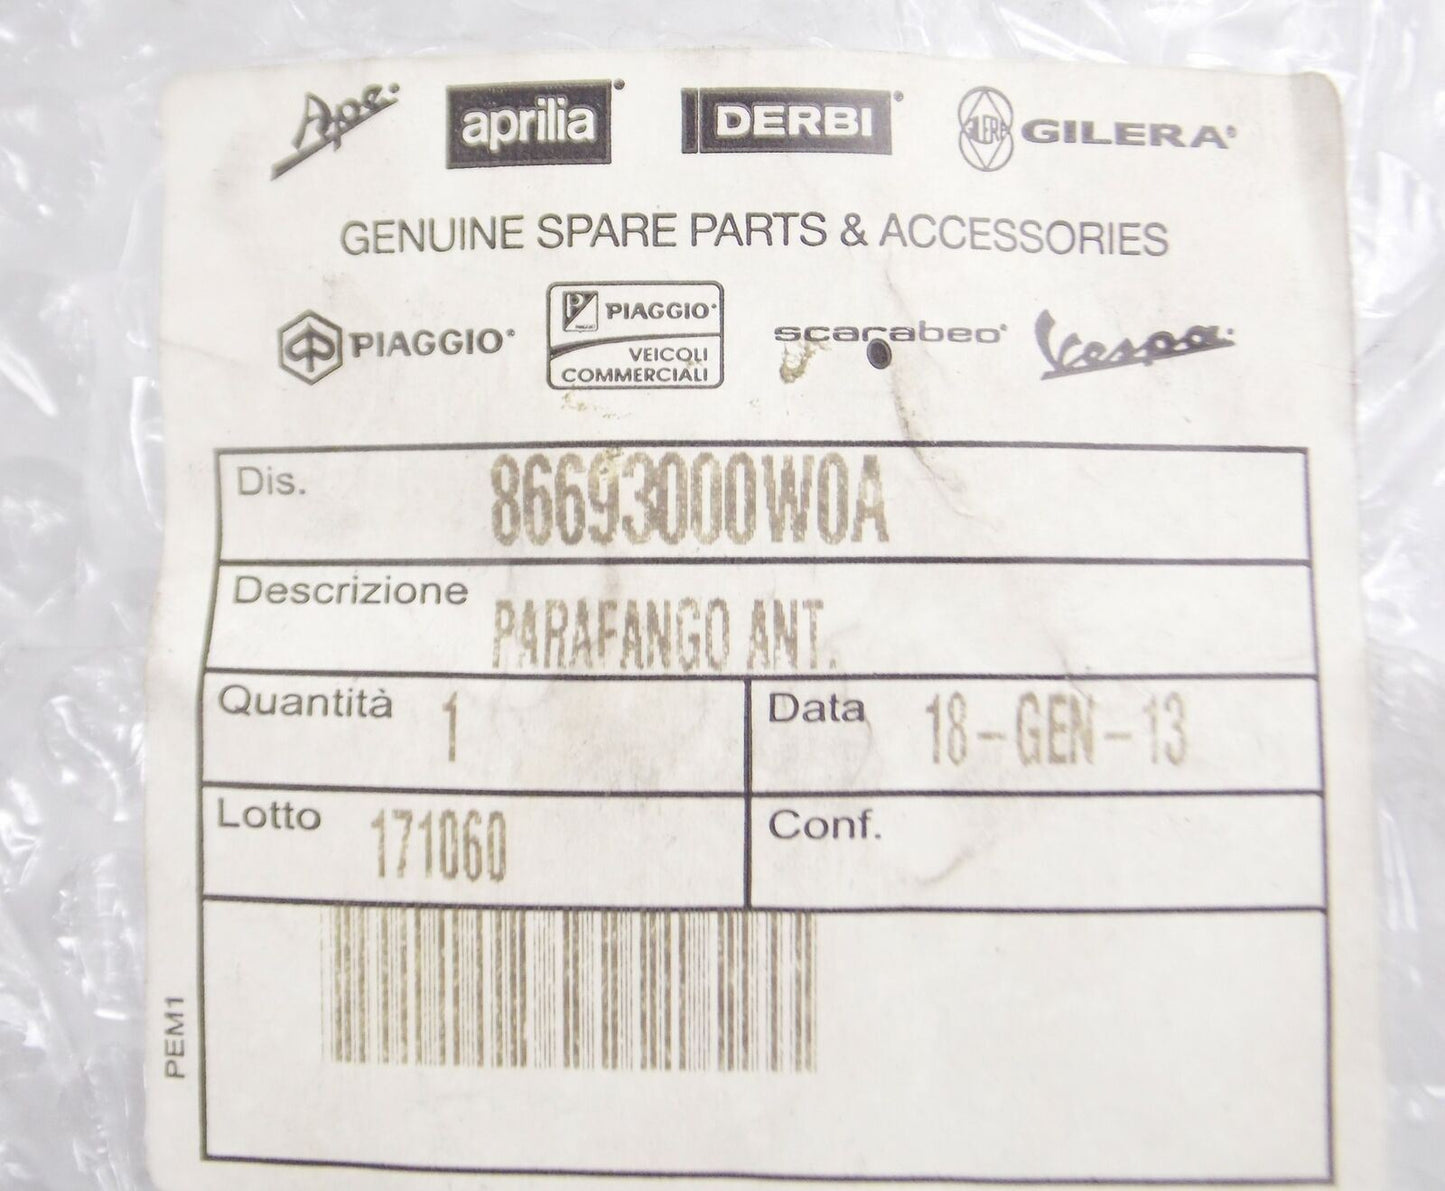 Ape
aprilia
DERBI
GILERA GILERA
GENUINE SPARE PARTS & ACCESSORIES
PIAGGIO
PIAGGIO
VEICOLI
COMMERCIALI
scarabeo
Vespa
Dis. 86693000W0A
Descrizione PARAFANGO ANT.
Quantità 1
Data 18-GEN-13
Lotto 171060
Conf.
PEM1